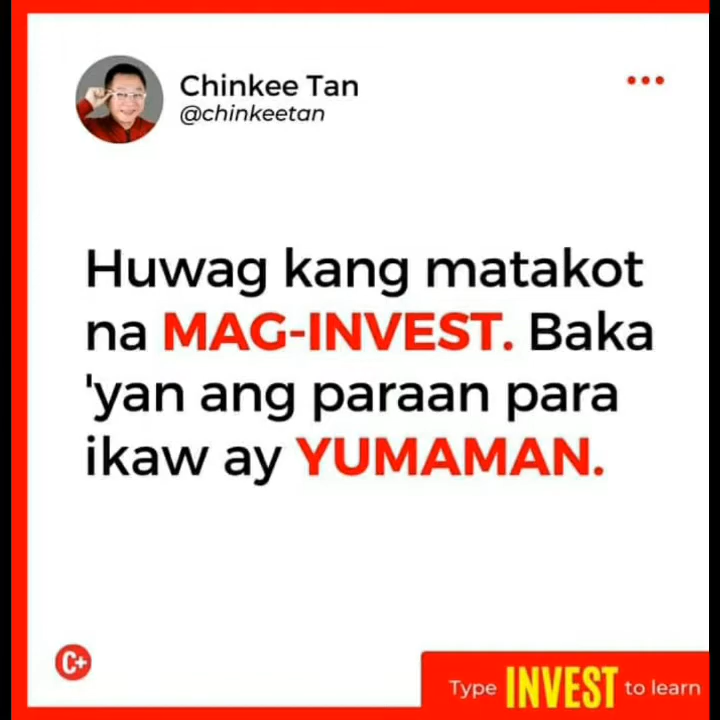 Chinkee Tan
@chinkeetan
Huwag kang matakot
na MAG-INVEST. Baka
'yan ang paraan para
ikaw ay YUMAMAN.
C+
Type INVEST to learn